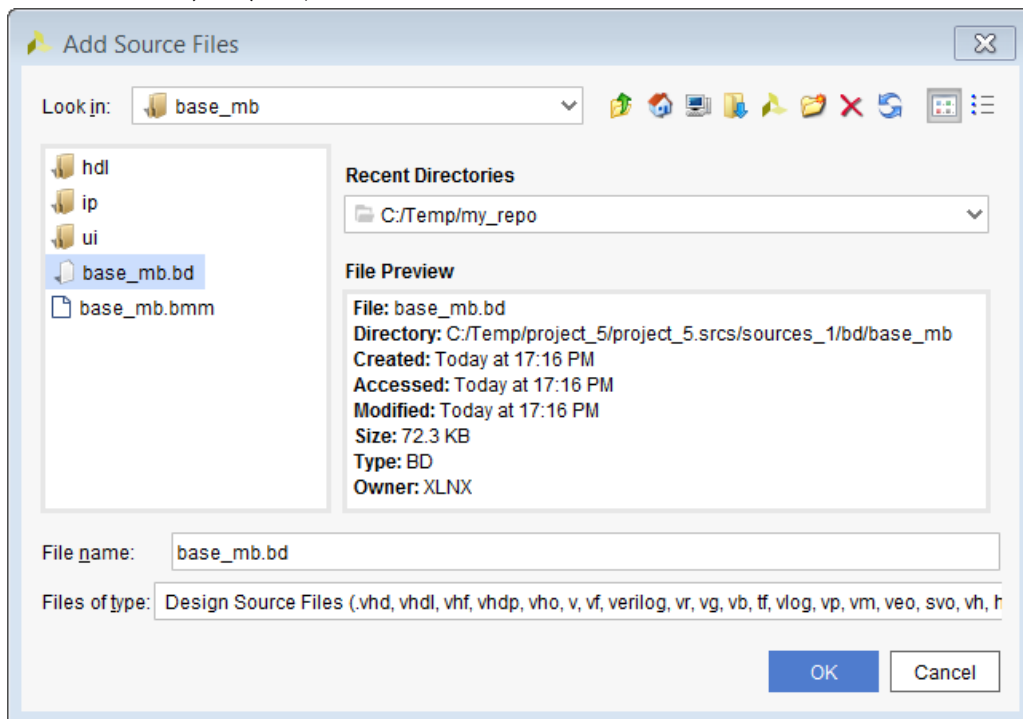 Add Source Files
Look in: base_mb
hdl
ip
ui
base_mb.bd
base_mb.bmm
Recent Directories
C:/Temp/my_repo
File Preview
File: base_mb.bd
Directory: C:/Temp/project_5/project_5.srcs/sources_1/bd/base_mb
Created: Today at 17:16 PM
Accessed: Today at 17:16 PM
Modified: Today at 17:16 PM
Size: 72.3 KB
Type: BD
Owner: XLNX
File name: base_mb.bd
Files of type: Design Source Files (.vhd, vhdl, vhf, vhdp, vho, v, vf, verilog, vr, vg, vb, tf, vlog, vp, vm, veo, svo, vh, h
OK Cancel